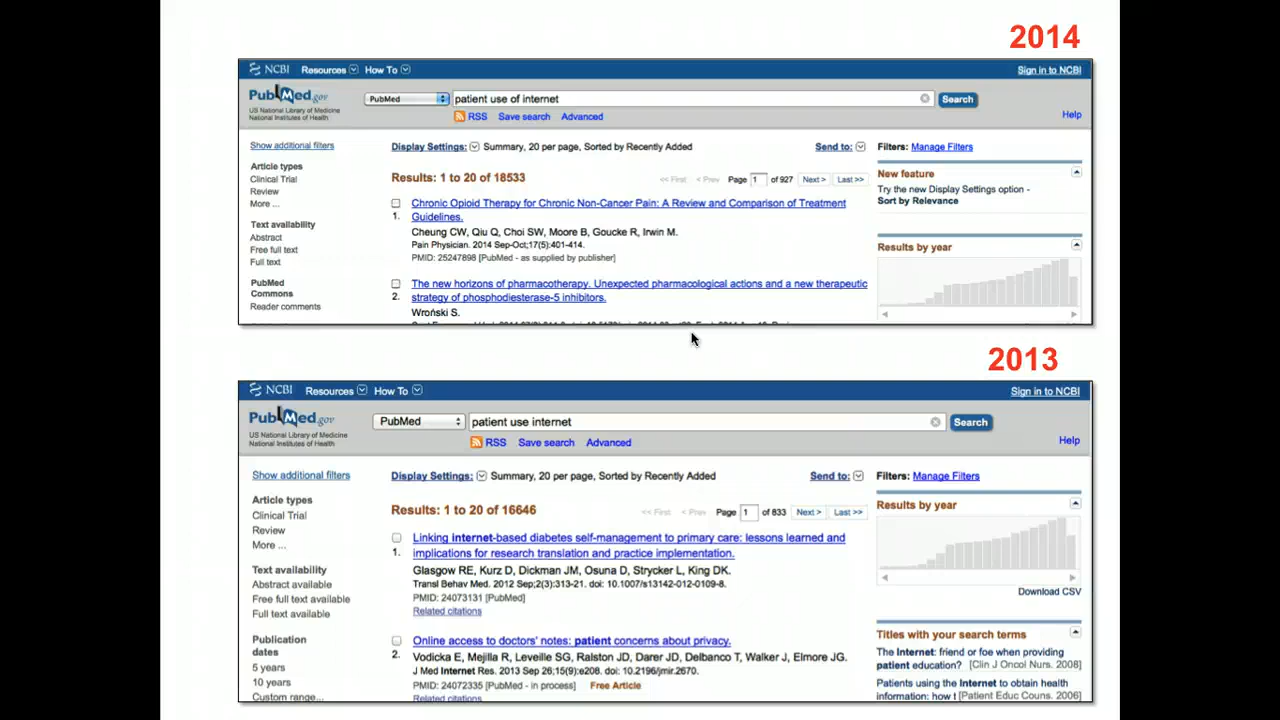 2014
NCBI Resources How To Sign in to NCBI
PubMed.gov
US National Library of Medicine
National Institutes of Health
PubMed patient use of internet Search
RSS Save search Advanced
Help
Show additional filters
Article types
Clinical Trial
Review
More ...
Text availability
Abstract
Free full text
Full text
PubMed
Commons
Reader comments
Display Settings: Summary, 20 per page, Sorted by Recently Added Send to:
Results: 1 to 20 of 18533
<< First < Prev Page 1 of 927 Next > Last >>
Chronic Opioid Therapy for Chronic Non-Cancer Pain: A Review and Comparison of Treatment
1. Guidelines.
Cheung CW, Qiu Q, Choi SW, Moore B, Goucke R, Irwin M.
Pain Physician. 2014 Sep-Oct;17(5):401-414.
PMID: 25247898 [PubMed - as supplied by publisher]
The new horizons of pharmacotherapy. Unexpected pharmacological actions and a new therapeutic
2. strategy of phosphodiesterase-5 inhibitors.
Wroński S.
Filters: Manage Filters
New feature
Try the new Display Settings option -
Sort by Relevance
Results by year
2013
NCBI Resources How To Sign in to NCBI
PubMed.gov
US National Library of Medicine
National Institutes of Health
PubMed patient use internet Search
RSS Save search Advanced
Help
Show additional filters
Article types
Clinical Trial
Review
More ...
Text availability
Abstract available
Free full text available
Full text available
Publication
dates
5 years
10 years
Custom range...
Display Settings: Summary, 20 per page, Sorted by Recently Added Send to:
Results: 1 to 20 of 16646
<< First < Prev Page 1 of 833 Next > Last >>
Linking internet-based diabetes self-management to primary care: lessons learned and
1. implications for research translation and practice implementation.
Glasgow RE, Kurz D, Dickman JM, Osuna D, Strycker L, King DK.
Transl Behav Med. 2012 Sep;2(3):313-21. doi: 10.1007/s13142-012-0109-8.
PMID: 24073131 [PubMed]
Related citations
Online access to doctors' notes: patient concerns about privacy.
2. Vodicka E, Mejilla R, Leveille SG, Ralston JD, Darer JD, Delbanco T, Walker J, Elmore JG.
J Med Internet Res. 2013 Sep 26;15(9):e208. doi: 10.2196/jmir.2670.
PMID: 24072335 [PubMed - in process] Free Article
Related citations
Filters: Manage Filters
Results by year
Download CSV
Titles with your search terms
The Internet: friend or foe when providing
patient education? [Clin J Oncol Nurs. 2008]
Patients using the Internet to obtain health
information: how t [Patient Educ Couns. 2006]